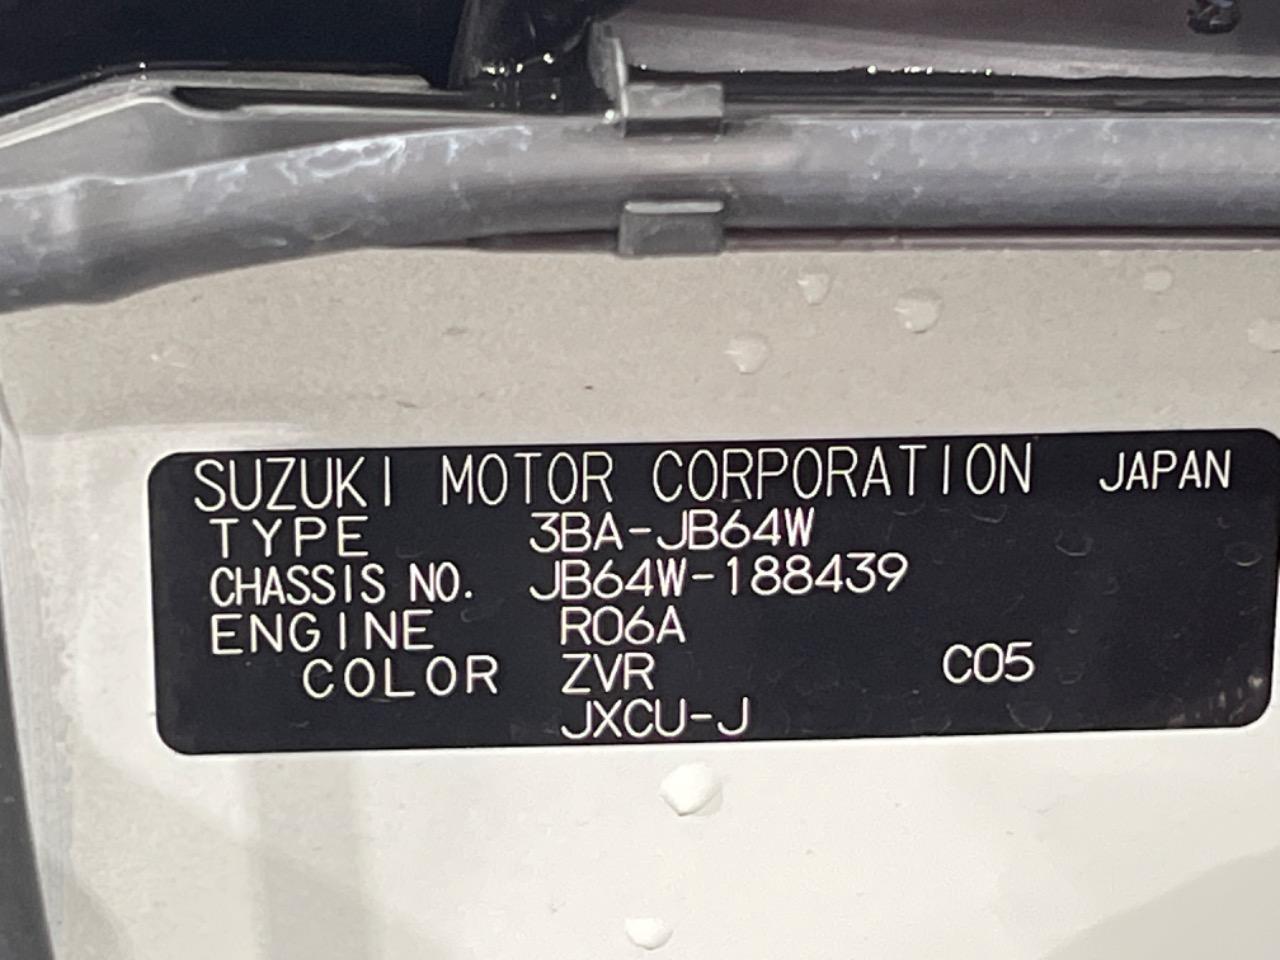 SUZUKI MOTOR CORPORATION JAPAN
TYPE 3BA-JB64W
CHASSIS NO. JB64W-188439
ENGINE R06A
COLOR ZVR C05
JXCU-J